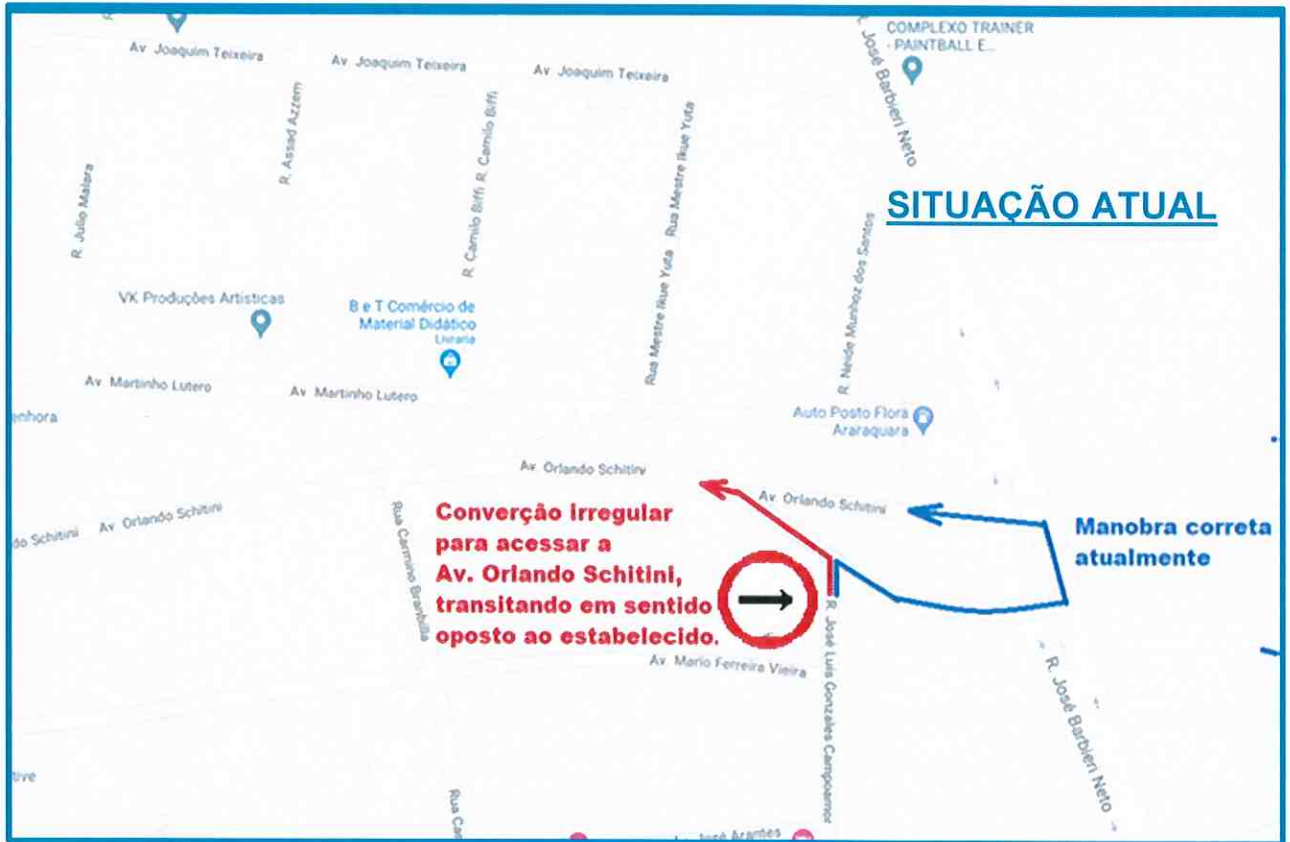 COMPLEXO TRAINER
- PAINTBALL E...
Av Joaquim Teixeira
Av Joaquim Teixeira
Av Joaquim Teixeira
R. José Barbieri Neto
R. Assad Azzem
R. Camilo Biffi
R. Camilo Biffi
Rua Mestre Ikue Yuta
Rua Mestre Ikue Yuta
R. Julio Malara
SITUAÇÃO ATUAL
R. Neide Munhoz dos Santos
VK Produções Artísticas
B e T Comércio de
Material Didático
Livraria
Av Martinho Lutero
Av Martinho Lutero
enhora
Auto Posto Flora
Araraquara
Av Orlando Schitini
Av Orlando Schitini
do Schitini
Av Orlando Schitini
Rua Carmino Branbilla
Converção irregular
para acessar a
Av. Orlando Schitini,
transitando em sentido
oposto ao estabelecido.
Manobra correta
atualmente
R. José Luis Gonzales Campoamor
Av. Mario Ferreira Vieira
R. José Barbieri Neto
tive
Rua Cas
José Arantes